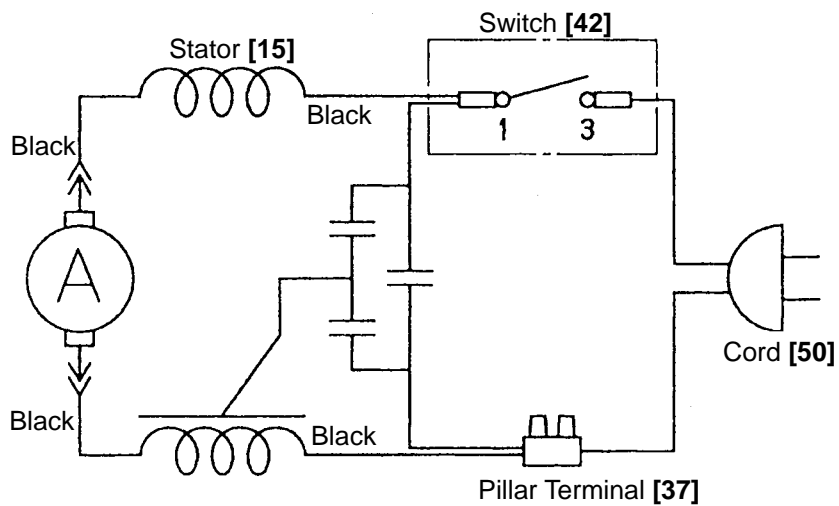 Switch [42]
Stator [15]
Black
1 3
Black
A
Cord [50]
Black
Black
Pillar Terminal [37]